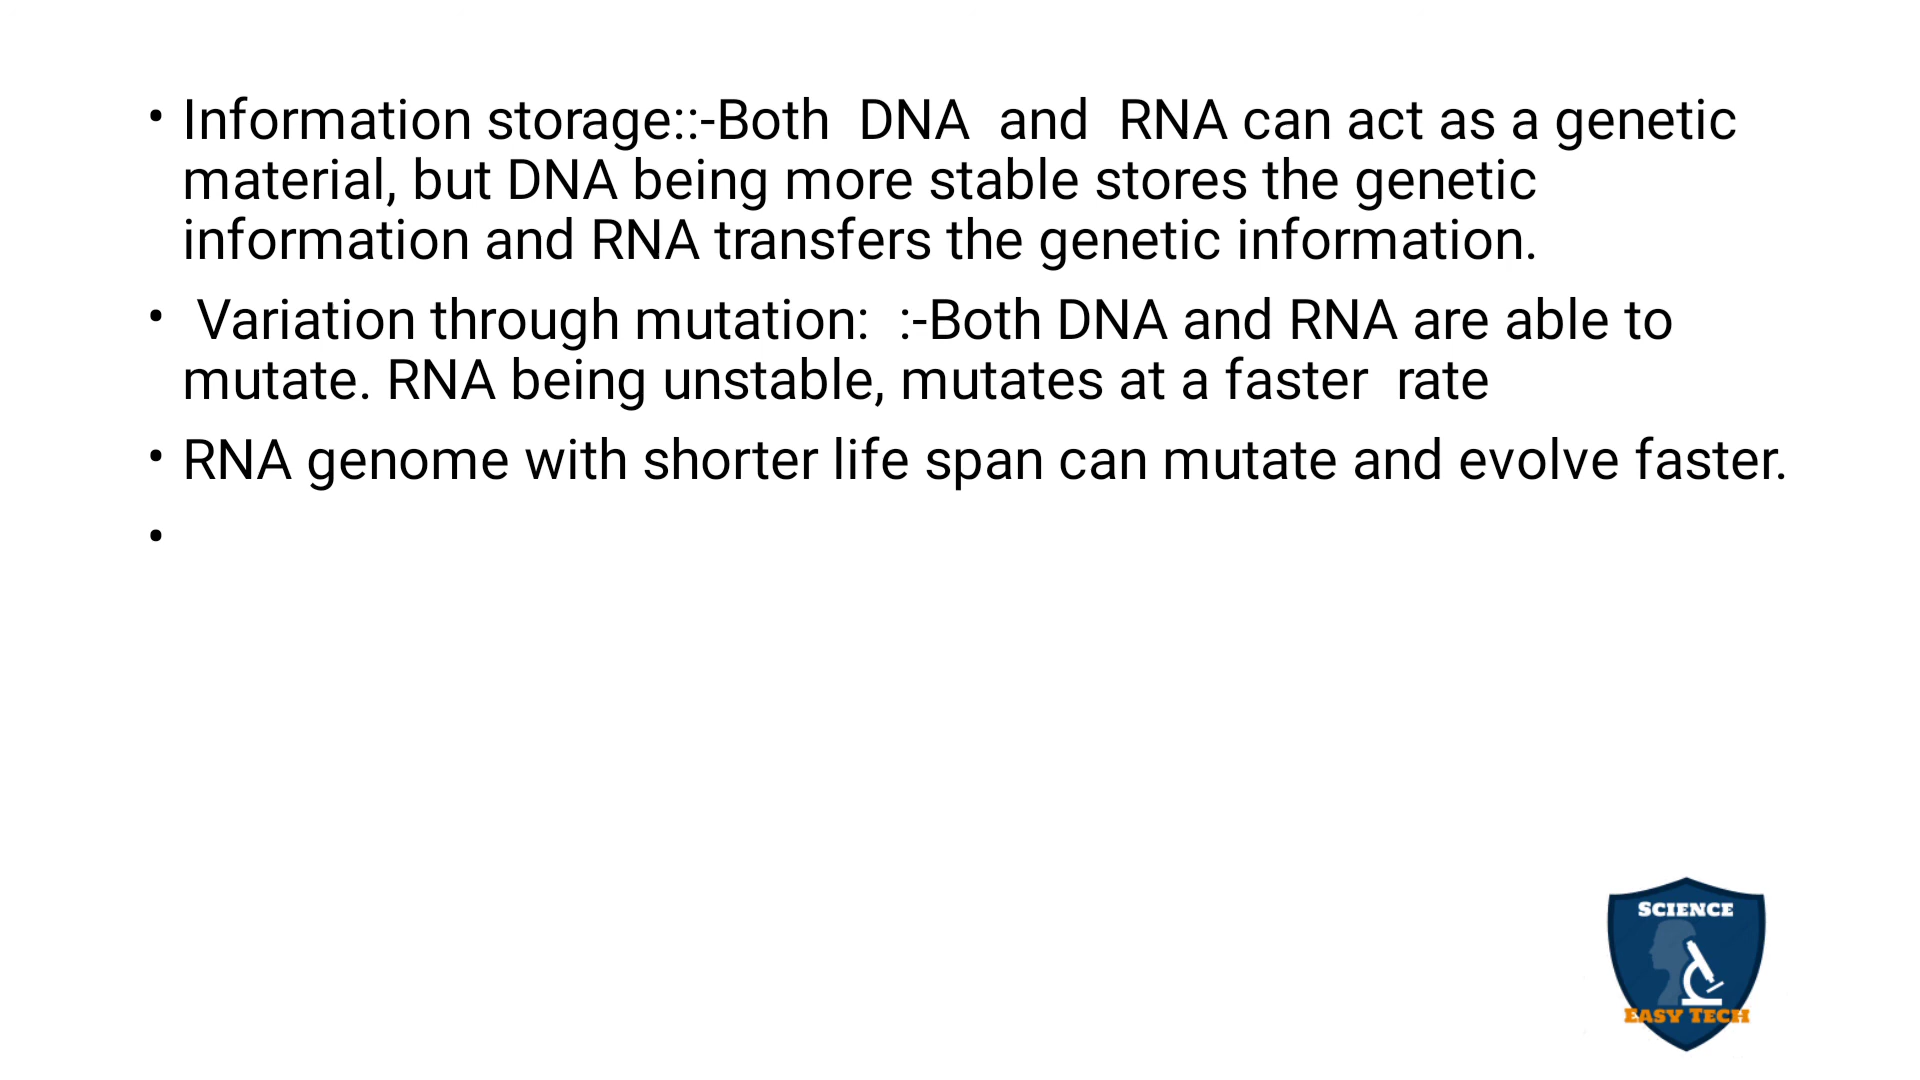 • Information storage::-Both  DNA  and  RNA can act as a genetic
material, but DNA being more stable stores the genetic
information and RNA transfers the genetic information.
•  Variation through mutation:  :-Both DNA and RNA are able to
mutate. RNA being unstable, mutates at a faster  rate
• RNA genome with shorter life span can mutate and evolve faster.
•
SCIENCE
EASY TECH